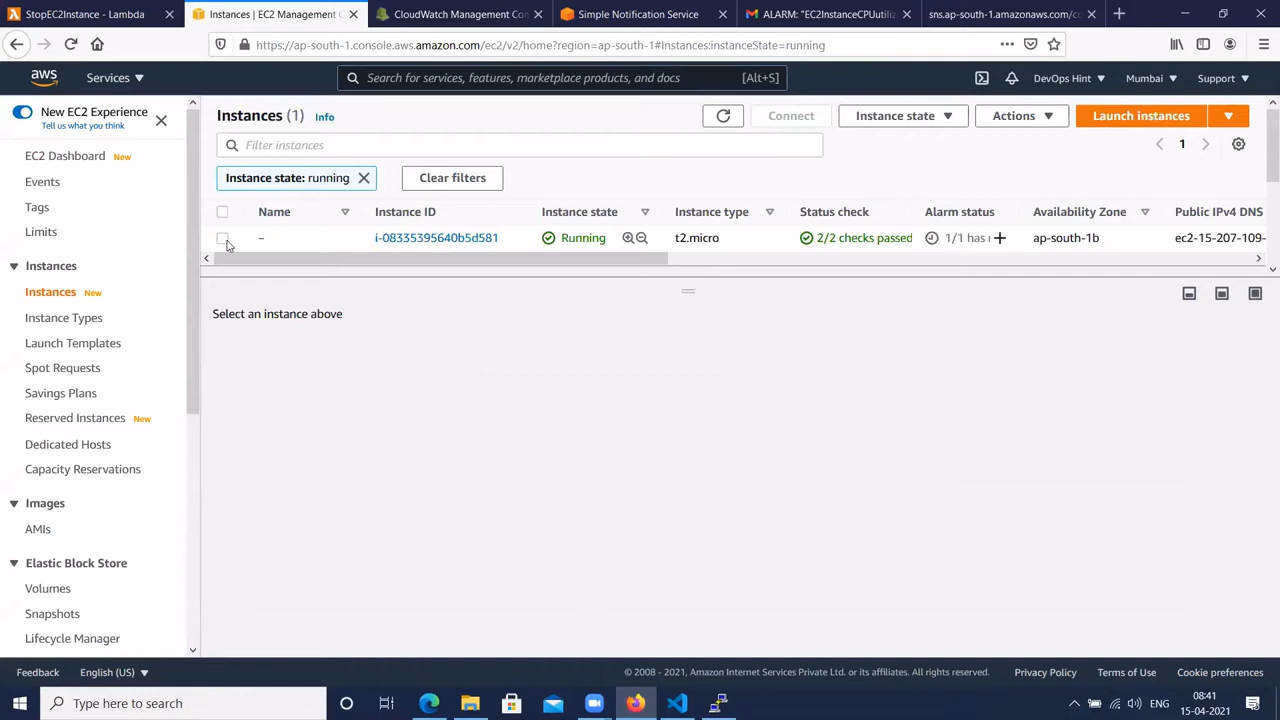 StopEC2Instance - Lambda
Instances | EC2 Management C
CloudWatch Management Con
Simple Notification Service
ALARM: "EC2InstanceCPUutiliz
sns.ap-south-1.amazonaws.com/co
https://ap-south-1.console.aws.amazon.com/ec2/v2/home?region=ap-south-1#Instances:instanceState=running
aws
Services
Search for services, features, marketplace products, and docs
[Alt+S]
DevOps Hint
Mumbai
Support
New EC2 Experience
Tell us what you think
EC2 Dashboard New
Events
Tags
Limits
Instances
Instances New
Instance Types
Launch Templates
Spot Requests
Savings Plans
Reserved Instances New
Dedicated Hosts
Capacity Reservations
Images
AMIs
Elastic Block Store
Volumes
Snapshots
Lifecycle Manager
Instances (1) Info
Connect
Instance state
Actions
Launch instances
Filter instances
1
Instance state: running
Clear filters
Name
Instance ID
Instance state
Instance type
Status check
Alarm status
Availability Zone
Public IPv4 DNS
–
i-08335395640b5d581
Running
t2.micro
2/2 checks passed
1/1 has
ap-south-1b
ec2-15-207-109-
Select an instance above
Feedback
English (US)
© 2008 - 2021, Amazon Internet Services Private Ltd. or its affiliates. All rights reserved.
Privacy Policy
Terms of Use
Cookie preferences
Type here to search
ENG
08:41
15-04-2021